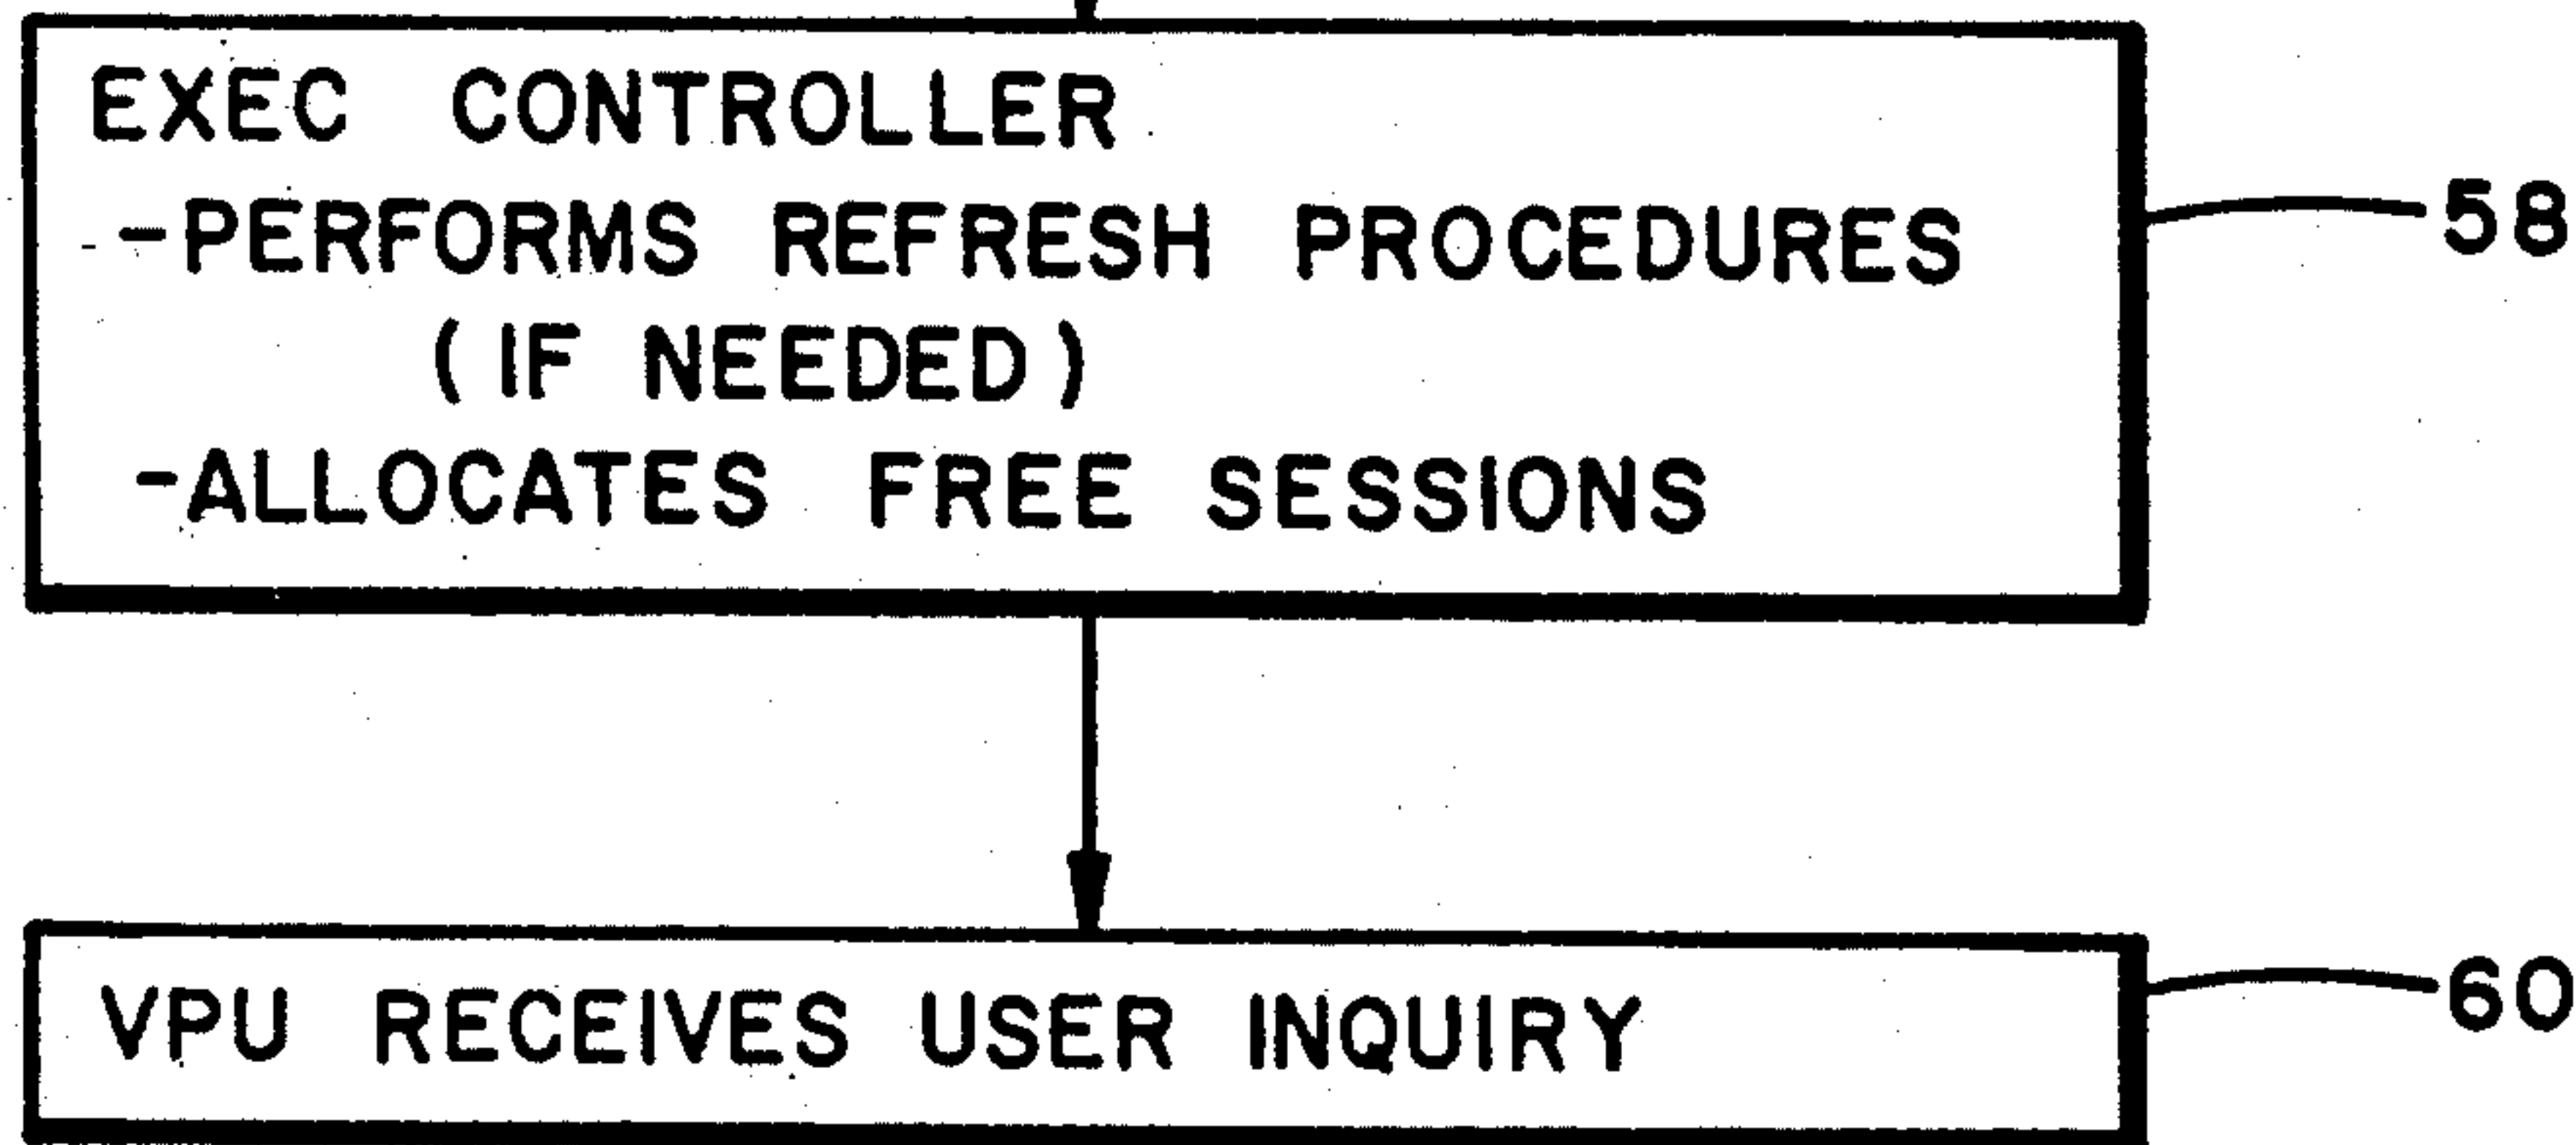 EXEC CONTROLLER
-PERFORMS REFRESH PROCEDURES
58
(IF NEEDED)
-ALLOCATES FREE SESSIONS
VPU RECEIVES USER INQUIRY
60